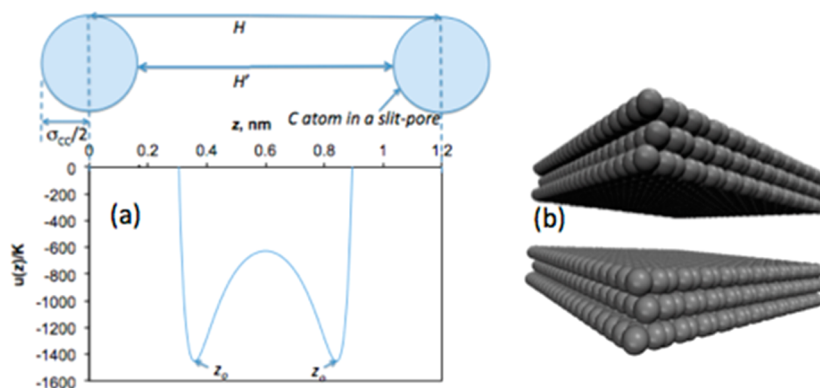 H
H'
C atom in a slit-pore
z, nm
σCC/2
0 0.2 0.4 0.6 0.8 1 1.2
0
-200
-400
-600
-800
-1000
-1200
-1400
-1600
u(z)/K
(a)
zo zo
(b)